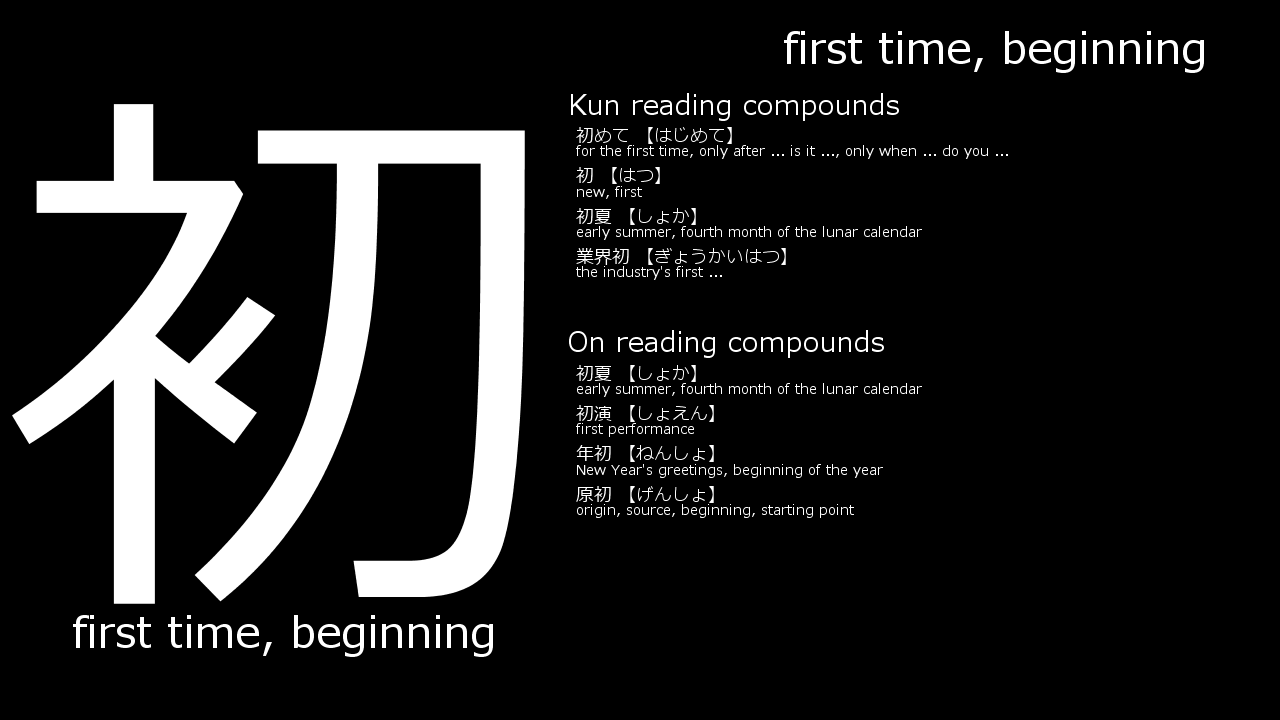 first time, beginning
初
first time, beginning
Kun reading compounds
初めて 【はじめて】
for the first time, only after ... is it ..., only when ... do you ...
初 【はつ】
new, first
初夏 【しょか】
early summer, fourth month of the lunar calendar
業界初 【ぎょうかいはつ】
the industry's first ...
On reading compounds
初夏 【しょか】
early summer, fourth month of the lunar calendar
初演 【しょえん】
first performance
年初 【ねんしょ】
New Year's greetings, beginning of the year
原初 【げんしょ】
origin, source, beginning, starting point